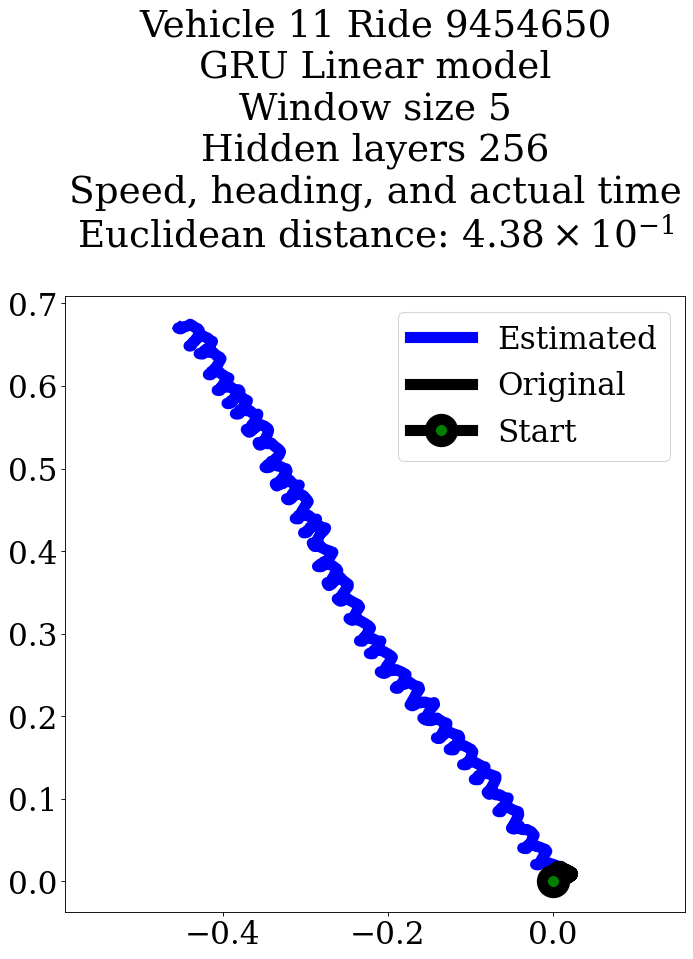 Vehicle 11 Ride 9454650
GRU Linear model
Window size 5
Hidden layers 256
Speed, heading, and actual time
Euclidean distance: 4.38 × 10⁻¹
0.7
0.6
0.5
0.4
0.3
0.2
0.1
0.0
Estimated
Original
Start
−0.4
−0.2
0.0